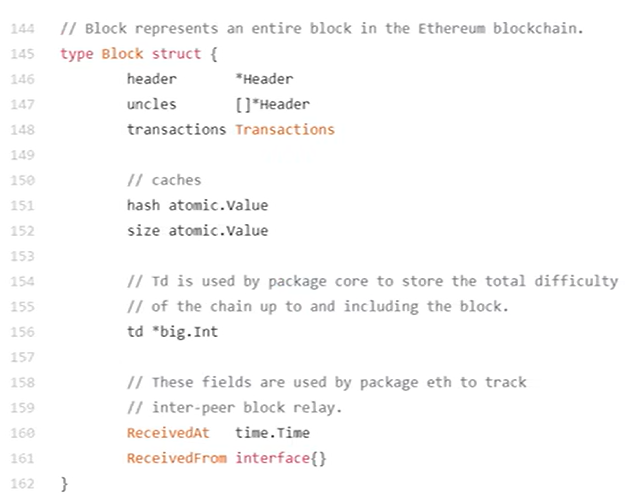 144 // Block represents an entire block in the Ethereum blockchain.
145 type Block struct {
146 header *Header
147 uncles []*Header
148 transactions Transactions
149
150 // caches
151 hash atomic.Value
152 size atomic.Value
153
154 // Td is used by package core to store the total difficulty
155 // of the chain up to and including the block.
156 td *big.Int
157
158 // These fields are used by package eth to track
159 // inter-peer block relay.
160 ReceivedAt time.Time
161 ReceivedFrom interface{}
162 }